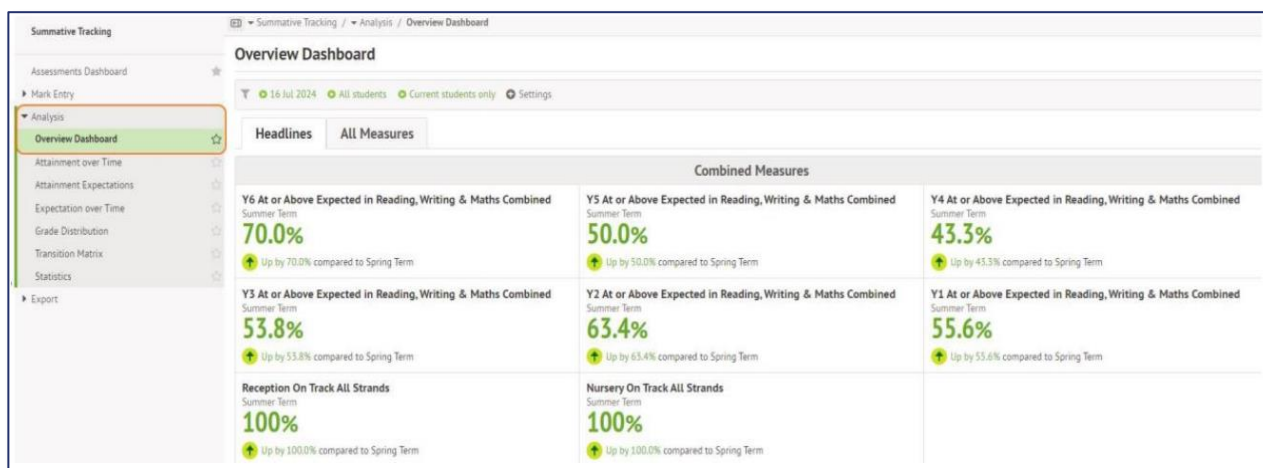 Summative Tracking
Assessments Dashboard
Mark Entry
Analysis
Overview Dashboard
Attainment over Time
Attainment Expectations
Expectation over Time
Grade Distribution
Transition Matrix
Statistics
Export
Summative Tracking / Analysis / Overview Dashboard
Overview Dashboard
16 Jul 2024 All students Current students only Settings
Headlines All Measures
Combined Measures
Y6 At or Above Expected in Reading, Writing & Maths Combined
Summer Term
70.0%
Up by 70.0% compared to Spring Term
Y5 At or Above Expected in Reading, Writing & Maths Combined
Summer Term
50.0%
Up by 50.0% compared to Spring Term
Y4 At or Above Expected in Reading, Writing & Maths Combined
Summer Term
43.3%
Up by 43.3% compared to Spring Term
Y3 At or Above Expected in Reading, Writing & Maths Combined
Summer Term
53.8%
Up by 53.8% compared to Spring Term
Y2 At or Above Expected in Reading, Writing & Maths Combined
Summer Term
63.4%
Up by 63.4% compared to Spring Term
Y1 At or Above Expected in Reading, Writing & Maths Combined
Summer Term
55.6%
Up by 55.6% compared to Spring Term
Reception On Track All Strands
Summer Term
100%
Up by 100.0% compared to Spring Term
Nursery On Track All Strands
Summer Term
100%
Up by 100.0% compared to Spring Term